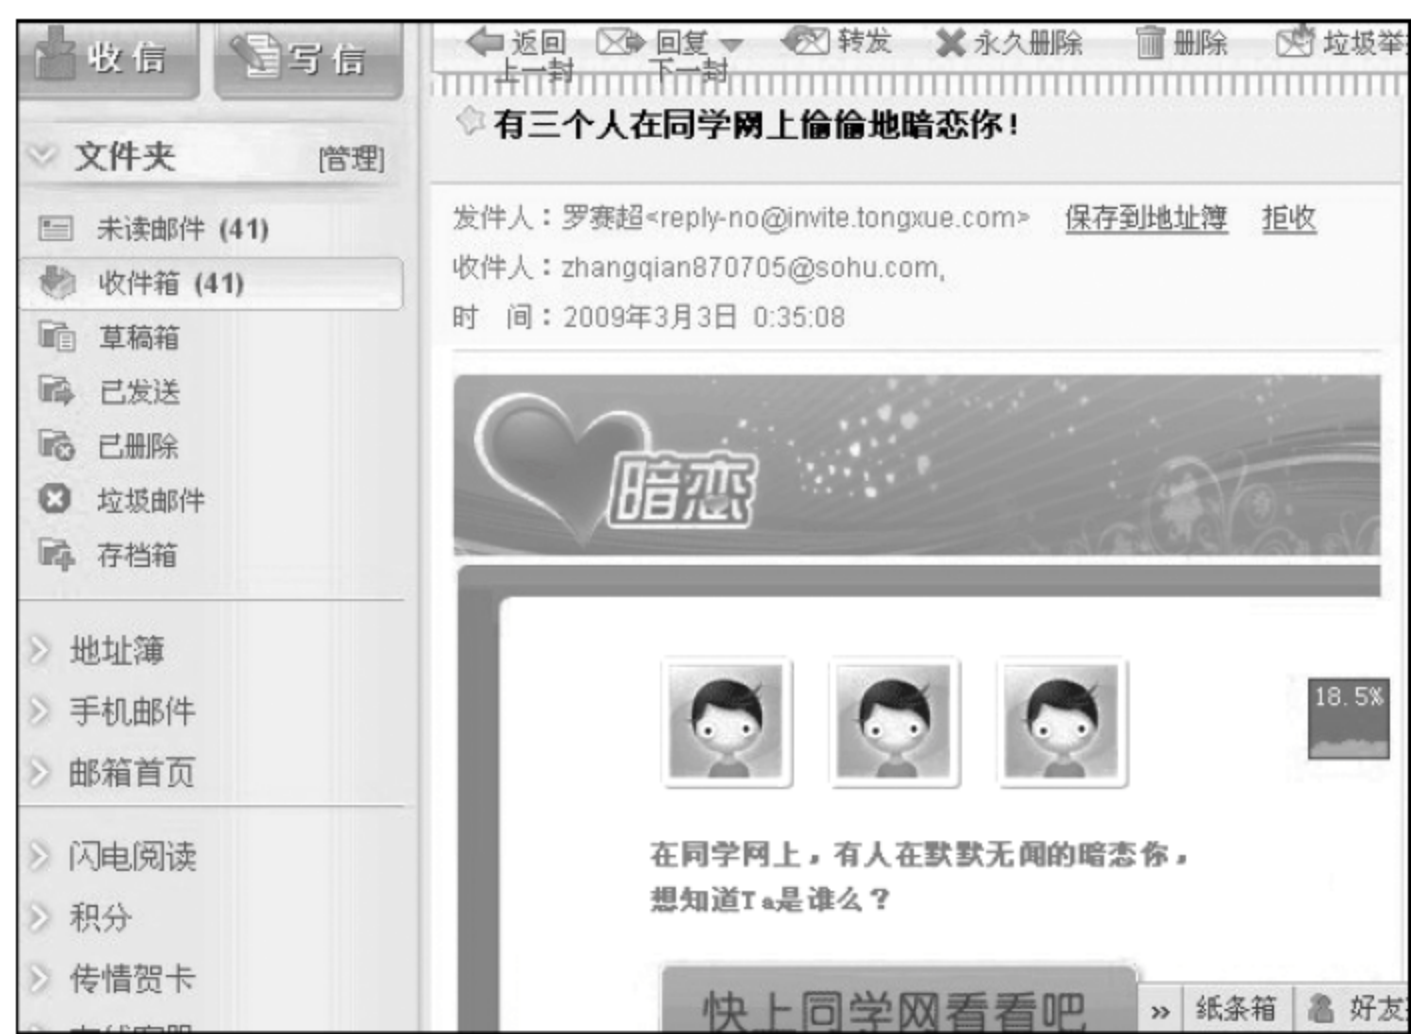 收信 写信
文件夹 [管理]
未读邮件 (41)
收件箱 (41)
草稿箱
已发送
已删除
垃圾邮件
存档箱
地址簿
手机邮件
邮箱首页
闪电阅读
积分
传情贺卡
返回 回复 转发 永久删除 删除 垃圾举
上一封 下一封
有三个人在同学网上偷偷地暗恋你!
发件人:罗赛超<reply-no@invite.tongxue.com> 保存到地址簿 拒收
收件人:zhangqian870705@sohu.com,
时 间:2009年3月3日 0:35:08
暗恋
18.5%
在同学网上,有人在默默无闻的暗恋你,
想知道Ta是谁么?
快上同学网看看吧
» 纸条箱 好友